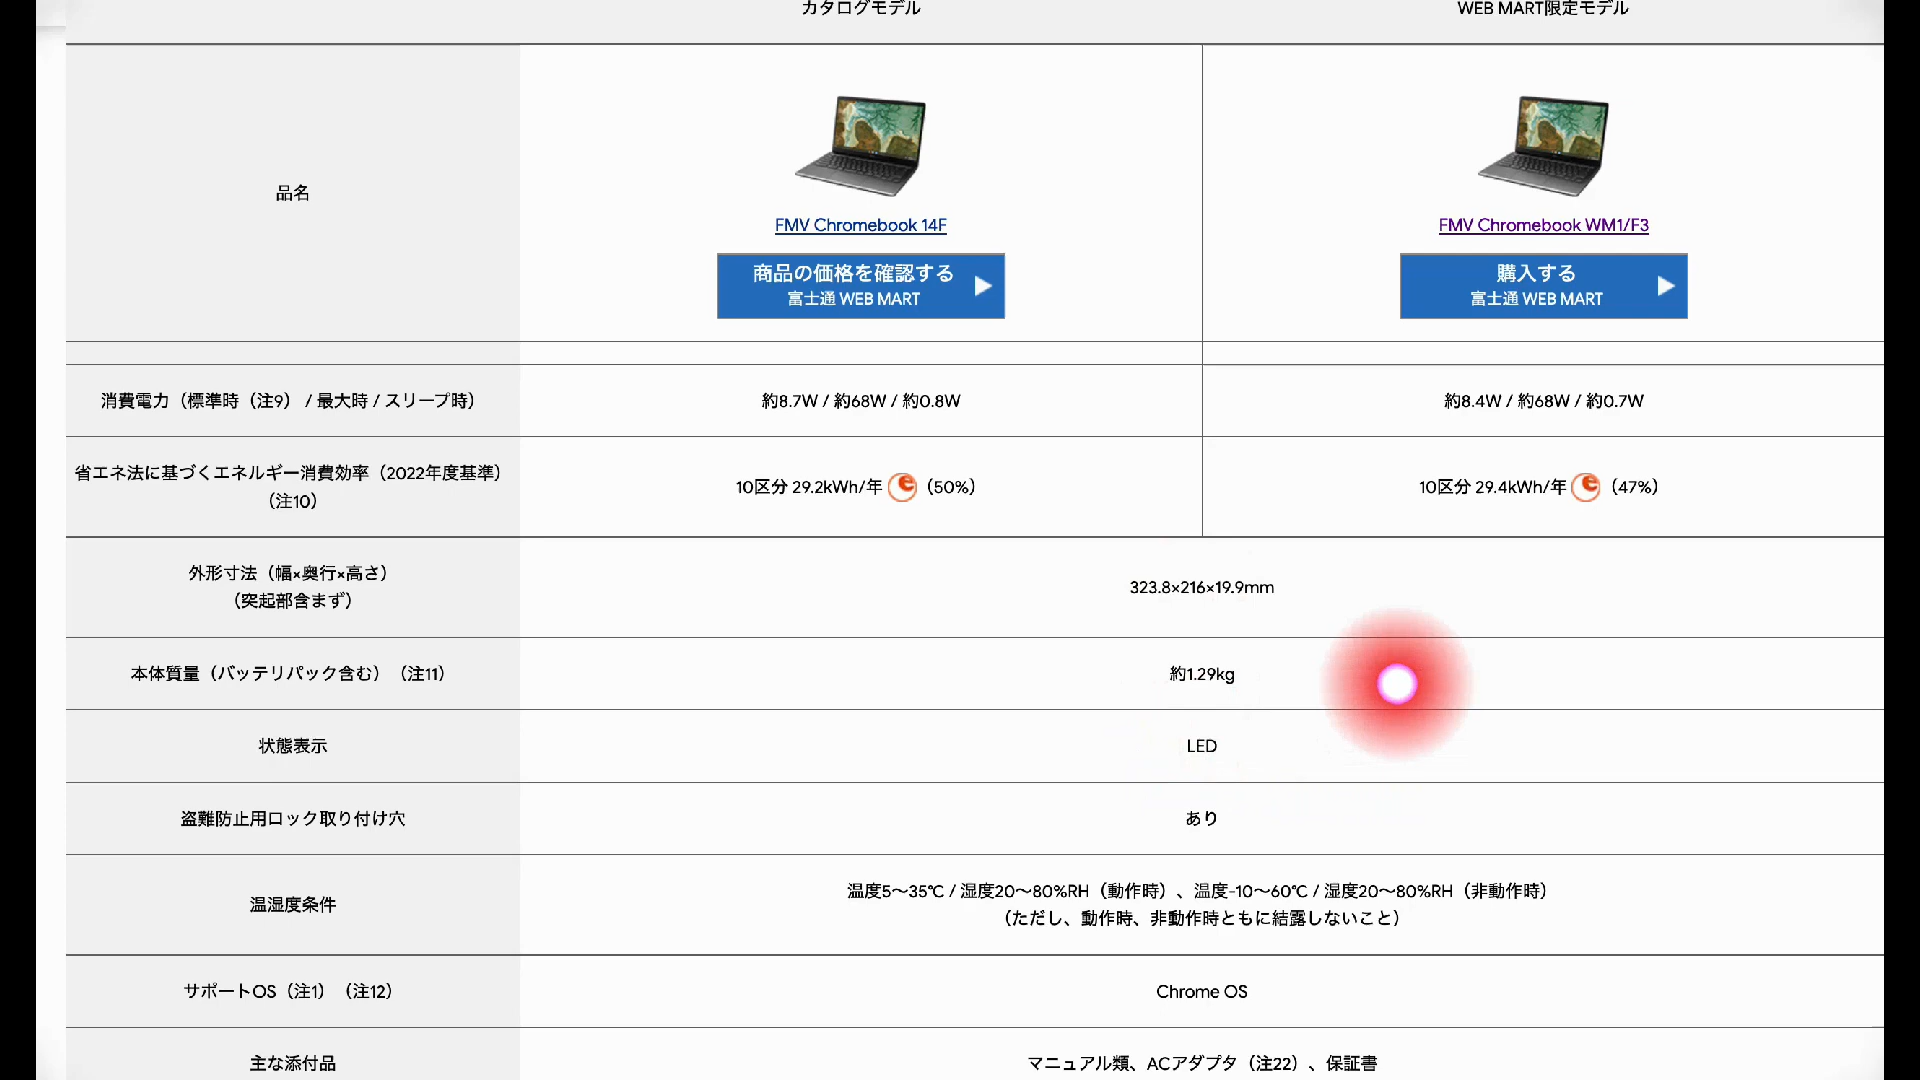 カタログモデル
WEB MART限定モデル
品名
FMV Chromebook 14F
商品の価格を確認する
富士通 WEB MART
FMV Chromebook WM1/F3
購入する
富士通 WEB MART
消費電力（標準時（注9） / 最大時 / スリープ時）
約8.7W / 約68W / 約0.8W
約8.4W / 約68W / 約0.7W
省エネ法に基づくエネルギー消費効率（2022年度基準）
（注10）
10区分 29.2kWh/年 e （50%）
10区分 29.4kWh/年 e （47%）
外形寸法（幅×奥行×高さ）
（突起部含まず）
323.8×216×19.9mm
本体質量（バッテリパック含む）（注11）
約1.29kg
状態表示
LED
盗難防止用ロック取り付け穴
あり
温湿度条件
温度5～35℃ / 湿度20～80%RH（動作時）、温度-10～60℃ / 湿度20～80%RH（非動作時）
（ただし、動作時、非動作時ともに結露しないこと）
サポートOS（注1）（注12）
Chrome OS
主な添付品
マニュアル類、ACアダプタ（注22）、保証書